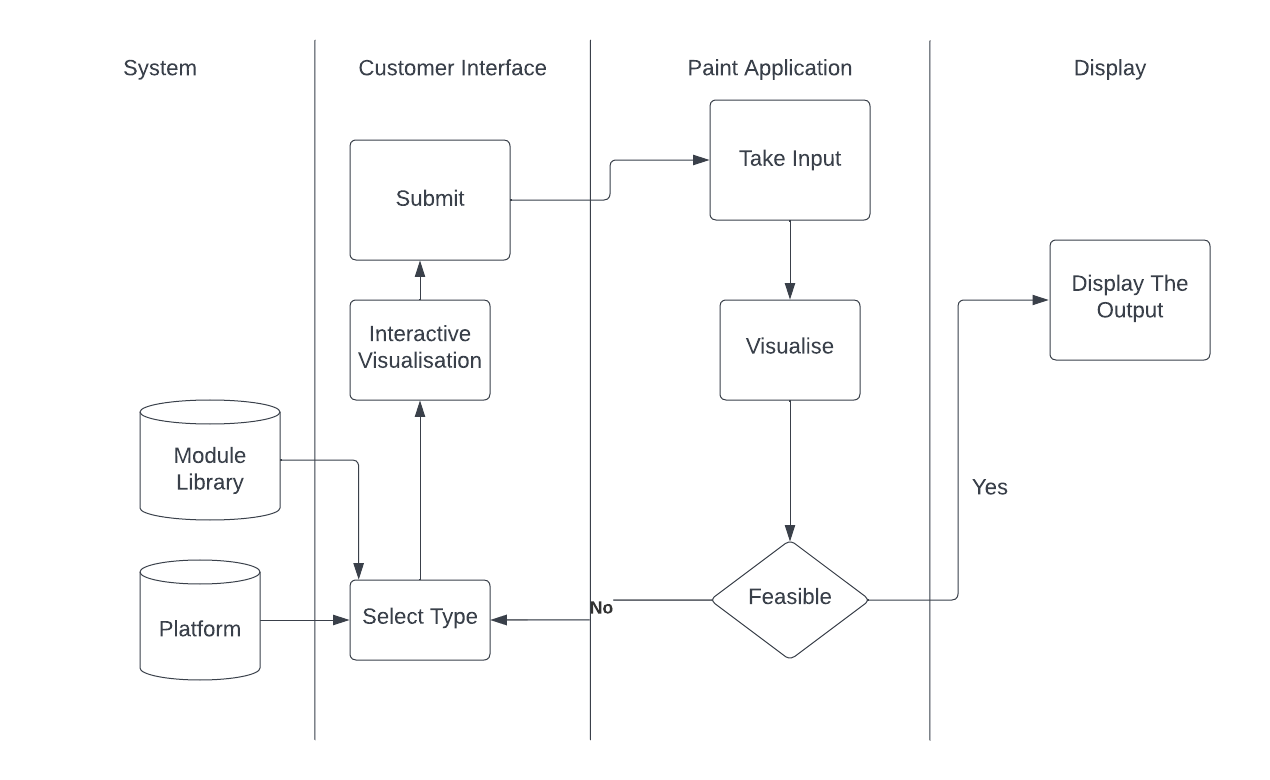 System
Customer Interface
Paint Application
Display
Submit
Take Input
Interactive
Visualisation
Visualise
Display The
Output
Module
Library
Platform
Select Type
No
Feasible
Yes